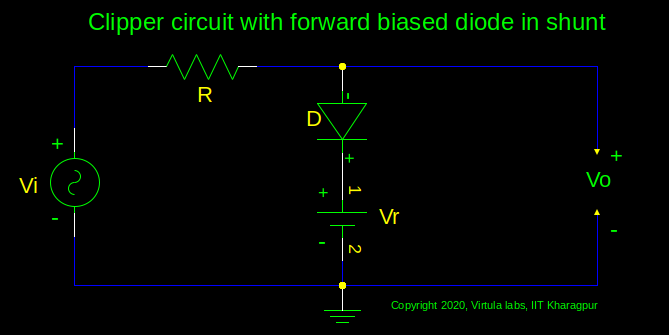 Clipper circuit with forward biased diode in shunt
R
D
+
+
Vi
-
-
+
+
1
Vr
-
2
+
Vo
-
Copyright 2020, Virtula labs, IIT Kharagpur